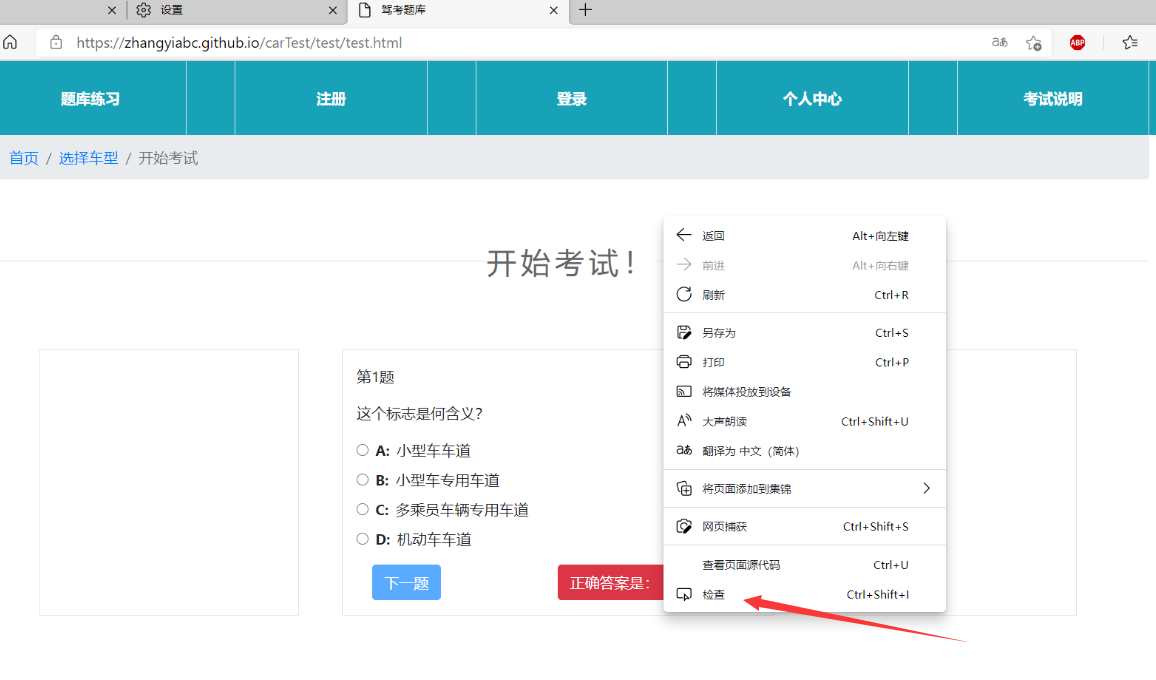 设置
驾考题库
https://zhangyiabc.github.io/carTest/test/test.html
aあ
ABP
题库练习
注册
登录
个人中心
考试说明
首页 / 选择车型 / 开始考试
开始考试！
第1题
这个标志是何含义？
A: 小型车车道
B: 小型车专用车道
C: 多乘员车辆专用车道
D: 机动车车道
下一题
正确答案是：
返回 Alt+向左键
前进 Alt+向右键
刷新 Ctrl+R
另存为 Ctrl+S
打印 Ctrl+P
将媒体投放到设备
A 大声朗读 Ctrl+Shift+U
aあ 翻译为 中文（简体）
将页面添加到集锦
网页捕获 Ctrl+Shift+S
查看页面源代码 Ctrl+U
检查 Ctrl+Shift+I